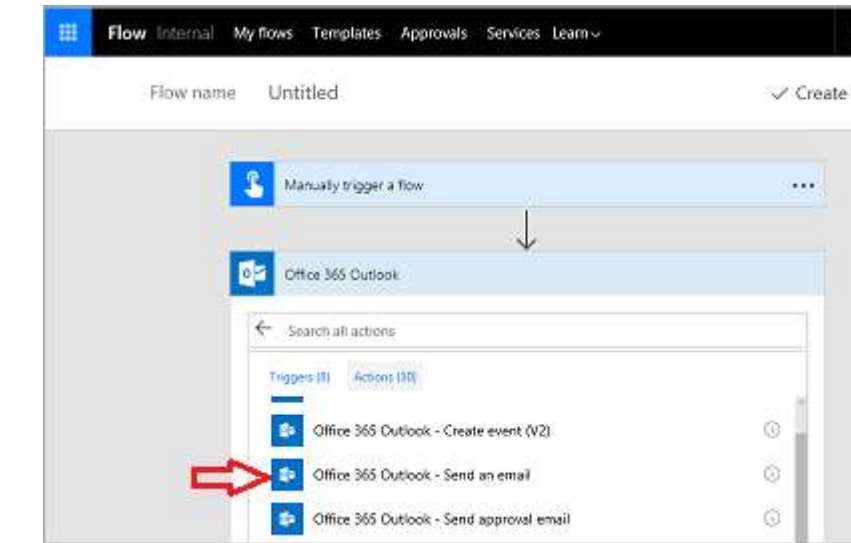 Flow Internal My flows Templates Approvals Services Learn
Flow name Untitled Create
Manually trigger a flow
Office 365 Outlook
Search all actions
Triggers (8) Actions (30)
Office 365 Outlook - Create event (V2)
Office 365 Outlook - Send an email
Office 365 Outlook - Send approval email